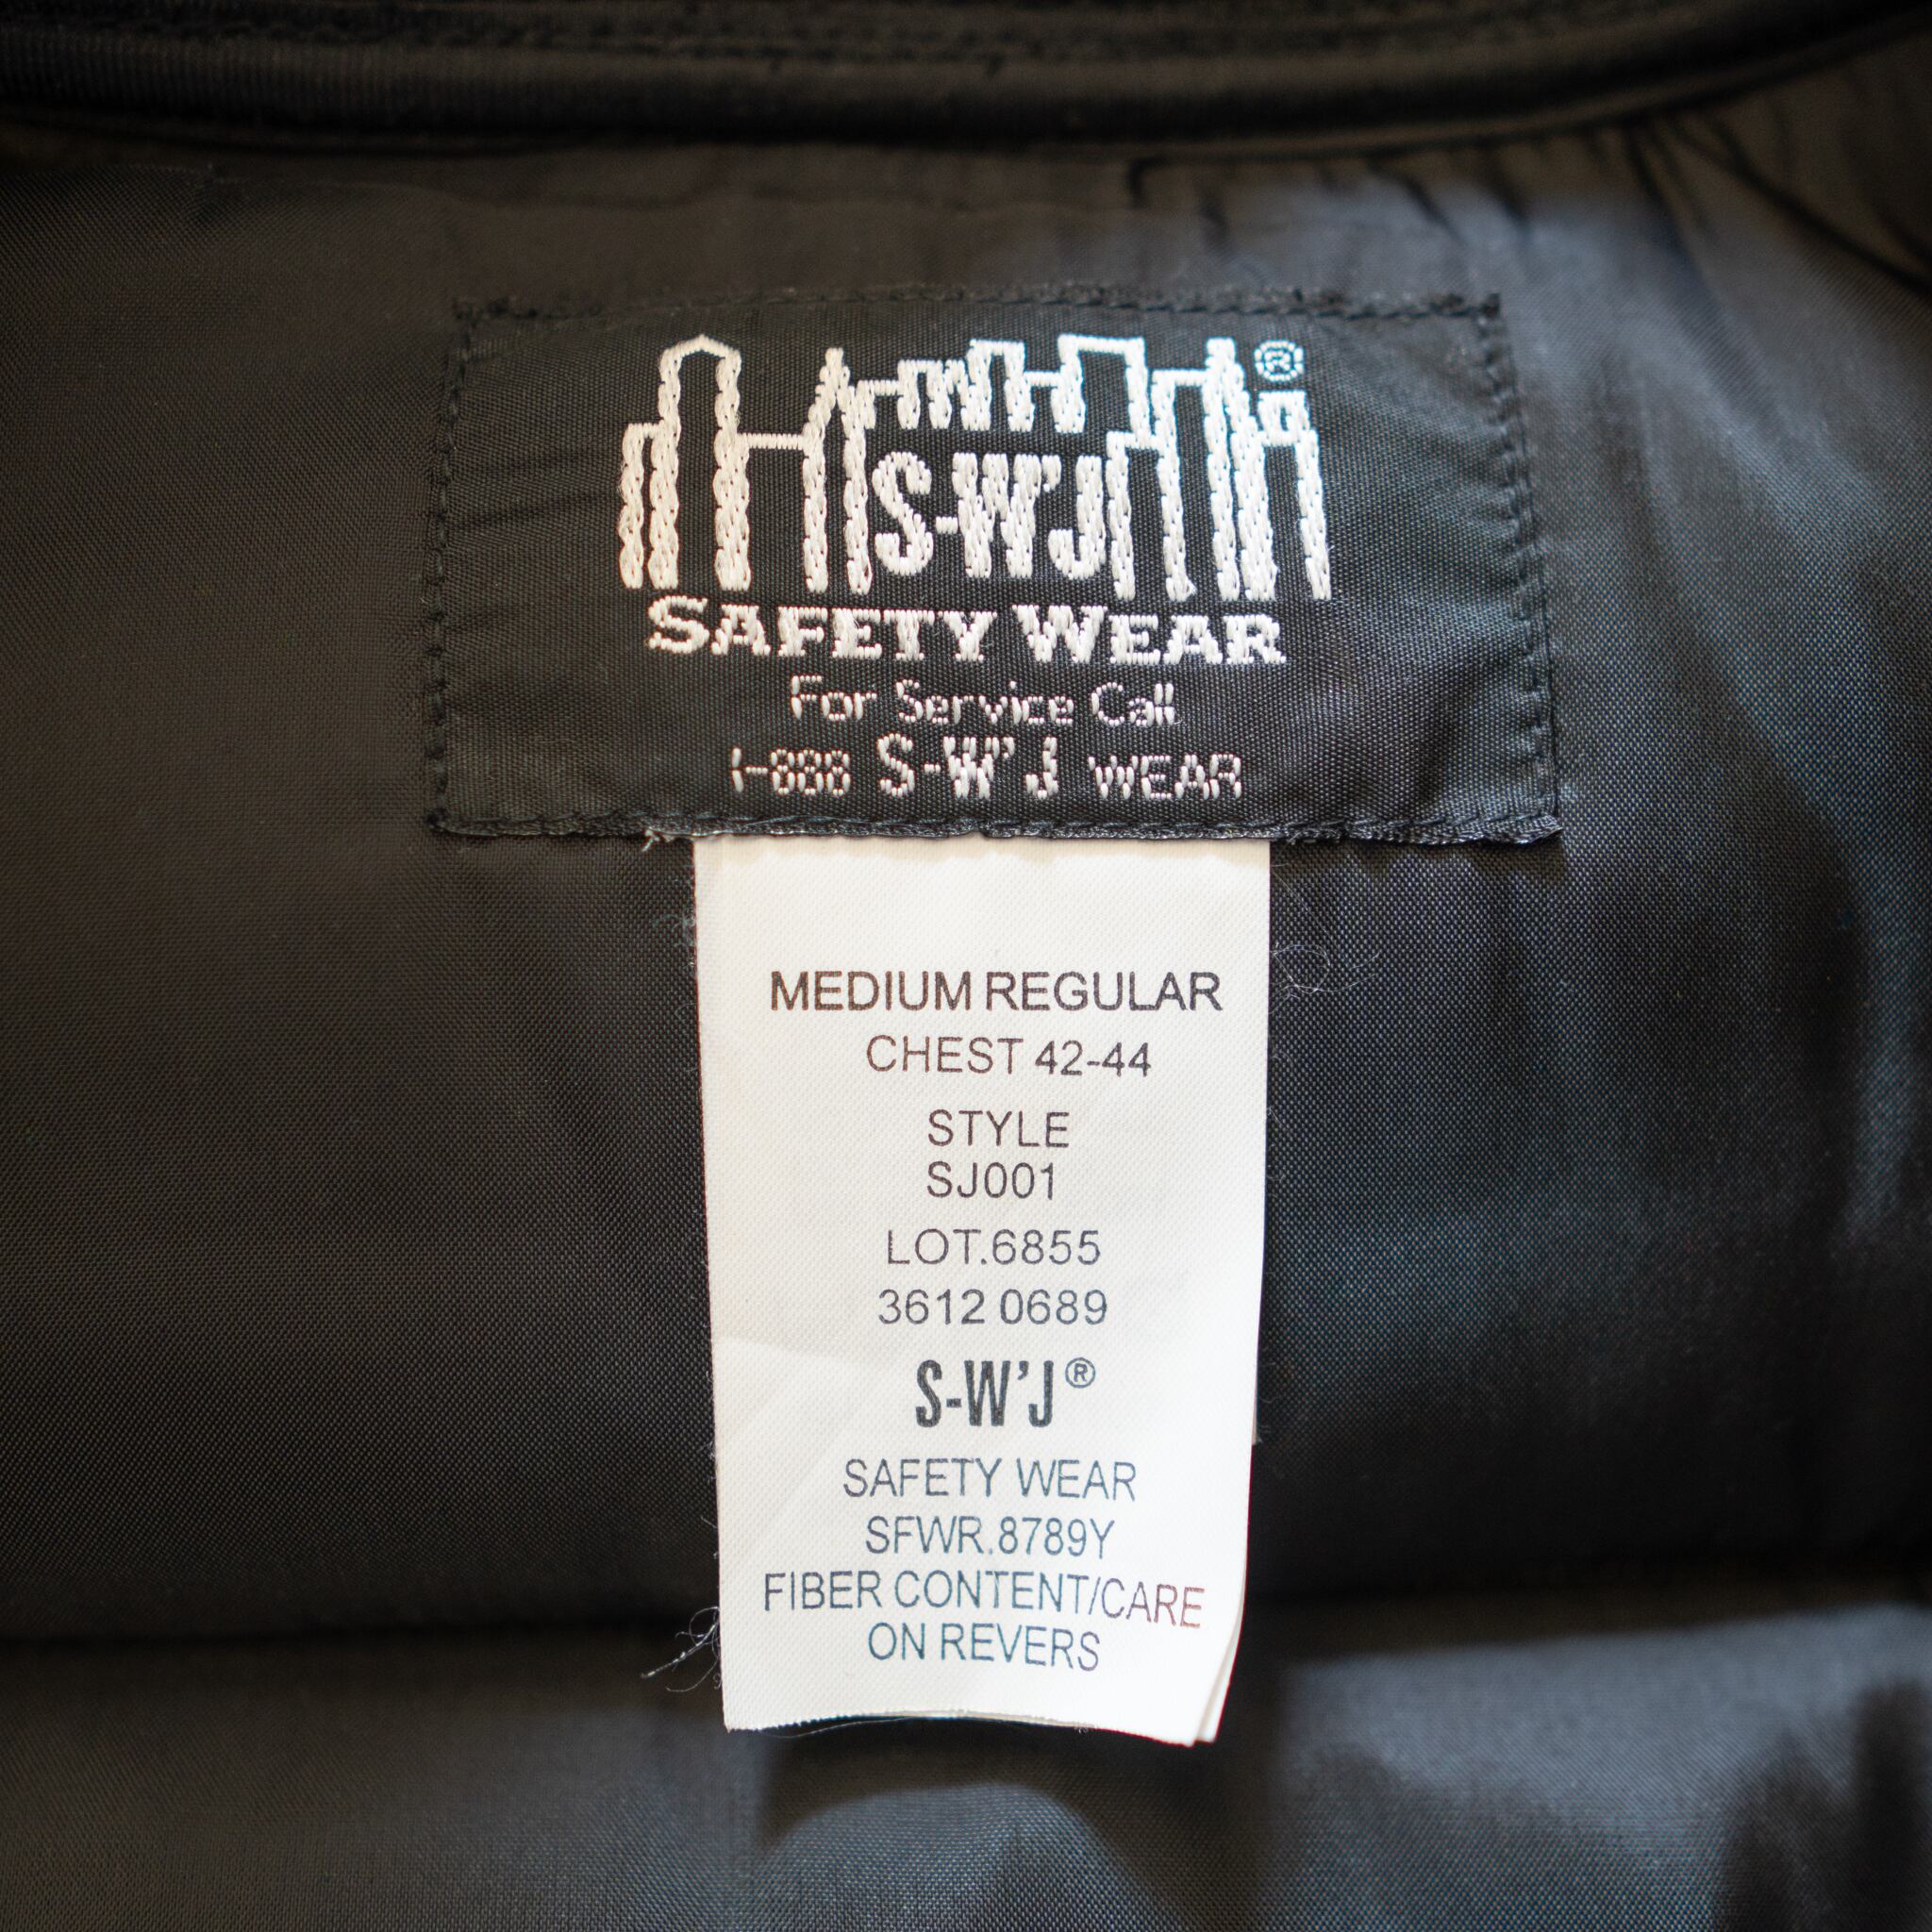 ®
S-W'J
SAFETY WEAR
For Service Call
1-888 S-W'J WEAR
MEDIUM REGULAR
CHEST 42-44
STYLE
SJ001
LOT.6855
3612 0689
S-W'J®
SAFETY WEAR
SFWR.8789Y
FIBER CONTENT/CARE
ON REVERS